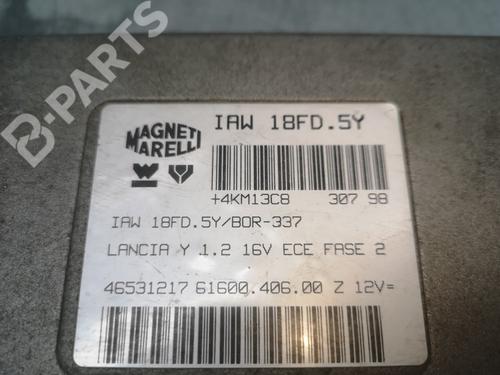 B-PARTS
IAW 18FD.5Y
MAGNETI
MARELLI
+4KM13C8 307 98
IAW 18FD.5Y/BOR-337
LANCIA Y 1.2 16V ECE FASE 2
46531217 61600.406.00 Z 12V=